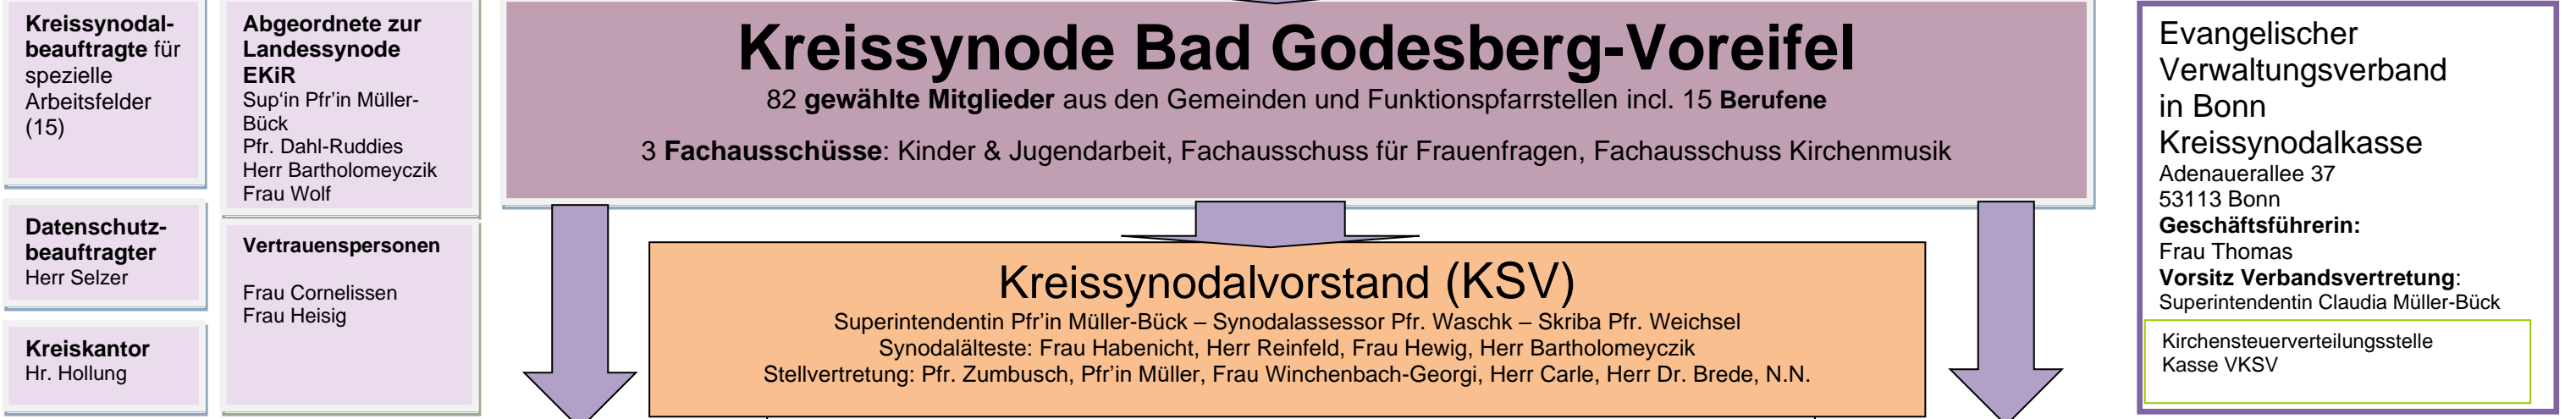 Kreissynodal-
beauftragte für
spezielle
Arbeitsfelder
(15)
Datenschutz-
beauftragter
Herr Selzer
Kreiskantor
Hr. Hollung
Abgeordnete zur
Landessynode
EKiR
Sup‘in Pfr’in Müller-
Bück
Pfr. Dahl-Ruddies
Herr Bartholomeyczik
Frau Wolf
Vertrauenspersonen
Frau Cornelissen
Frau Heisig
Kreissynode Bad Godesberg-Voreifel
82 gewählte Mitglieder aus den Gemeinden und Funktionspfarrstellen incl. 15 Berufene
3 Fachausschüsse: Kinder & Jugendarbeit, Fachausschuss für Frauenfragen, Fachausschuss Kirchenmusik
Kreissynodalvorstand (KSV)
Superintendentin Pfr’in Müller-Bück – Synodalassessor Pfr. Waschk – Skriba Pfr. Weichsel
Synodalälteste: Frau Habenicht, Herr Reinfeld, Frau Hewig, Herr Bartholomeyczik
Stellvertretung: Pfr. Zumbusch, Pfr’in Müller, Frau Winchenbach-Georgi, Herr Carle, Herr Dr. Brede, N.N.
Evangelischer
Verwaltungsverband
in Bonn
Kreissynodalkasse
Adenauerallee 37
53113 Bonn
Geschäftsführerin:
Frau Thomas
Vorsitz Verbandsvertretung:
Superintendentin Claudia Müller-Bück
Kirchensteuerverteilungsstelle
Kasse VKSV